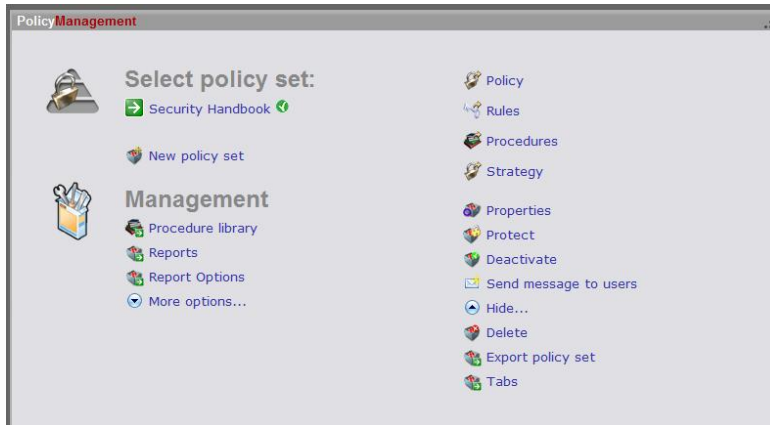 PolicyManagement
Select policy set:
Security Handbook
New policy set
Management
Procedure library
Reports
Report Options
More options...
Policy
Rules
Procedures
Strategy
Properties
Protect
Deactivate
Send message to users
Hide...
Delete
Export policy set
Tabs